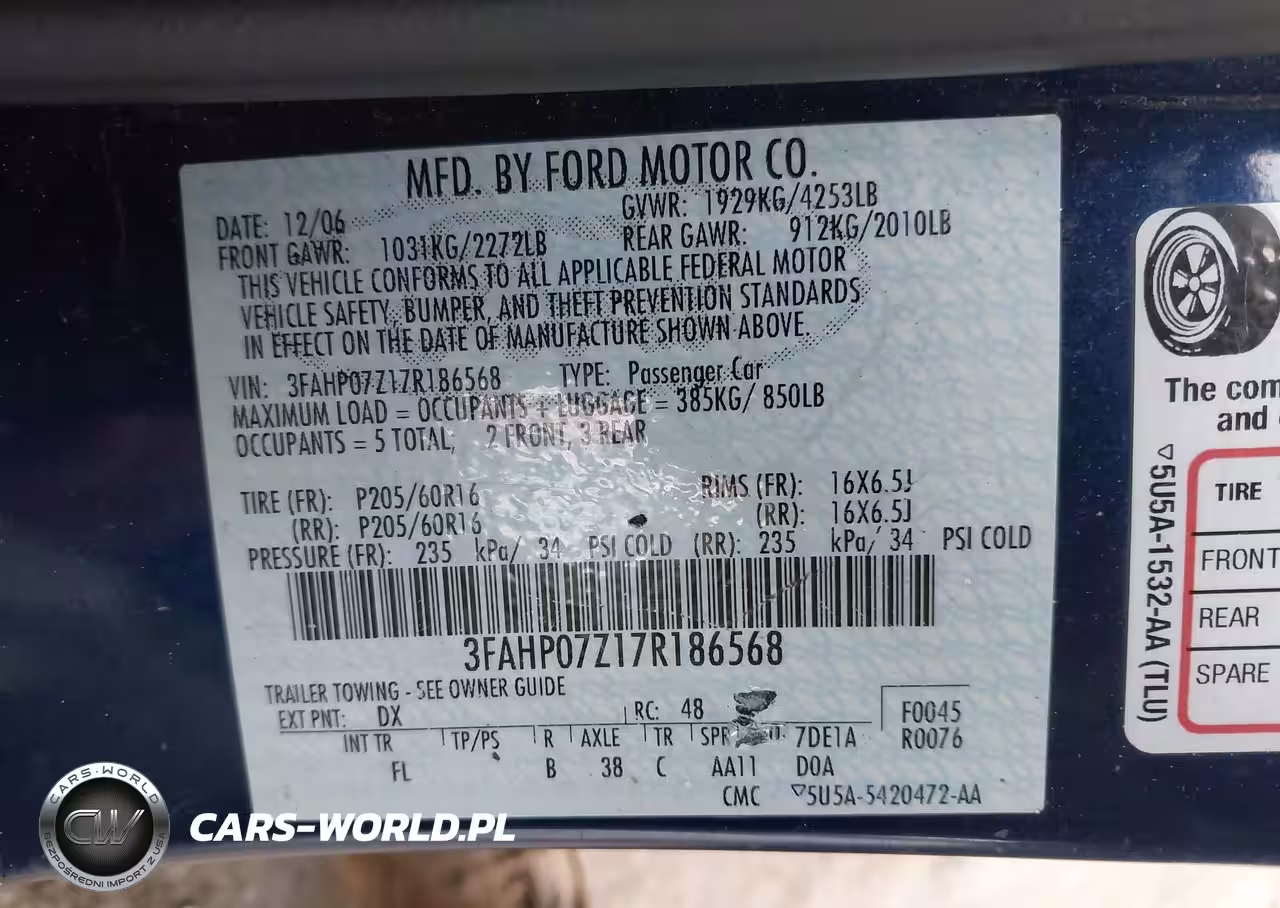 MFD. BY FORD MOTOR CO.
DATE: 12/06 GVWR: 1929KG/4253LB
FRONT GAWR: 1031KG/2272LB REAR GAWR: 912KG/2010LB
THIS VEHICLE CONFORMS TO ALL APPLICABLE FEDERAL MOTOR
VEHICLE SAFETY, BUMPER, AND THEFT PREVENTION STANDARDS
IN EFFECT ON THE DATE OF MANUFACTURE SHOWN ABOVE.
VIN: 3FAHP07Z17R186568 TYPE: Passenger Car
MAXIMUM LOAD = OCCUPANTS + LUGGAGE = 385KG/ 850LB
OCCUPANTS = 5 TOTAL, 2 FRONT, 3 REAR
TIRE (FR): P205/60R16 RIMS (FR): 16X6.5J
(RR): P205/60R16 (RR): 16X6.5J
PRESSURE (FR): 235 kPa/ 34 PSI COLD (RR): 235 kPa/ 34 PSI COLD
3FAHP07Z17R186568
TRAILER TOWING - SEE OWNER GUIDE
EXT PNT: DX RC: 48 F0045
R0076
INT TR TP/PS R AXLE TR SPR 7DE1A
FL B 38 C AA11 D0A
CMC ▽5U5A-5420472-AA
The com
and
▽5U5A-1532-AA (TLU)
TIRE
FRONT
REAR
SPARE
CARS-WORLD
CW
BEZPOŚREDNI IMPORT Z USA
CARS-WORLD.PL